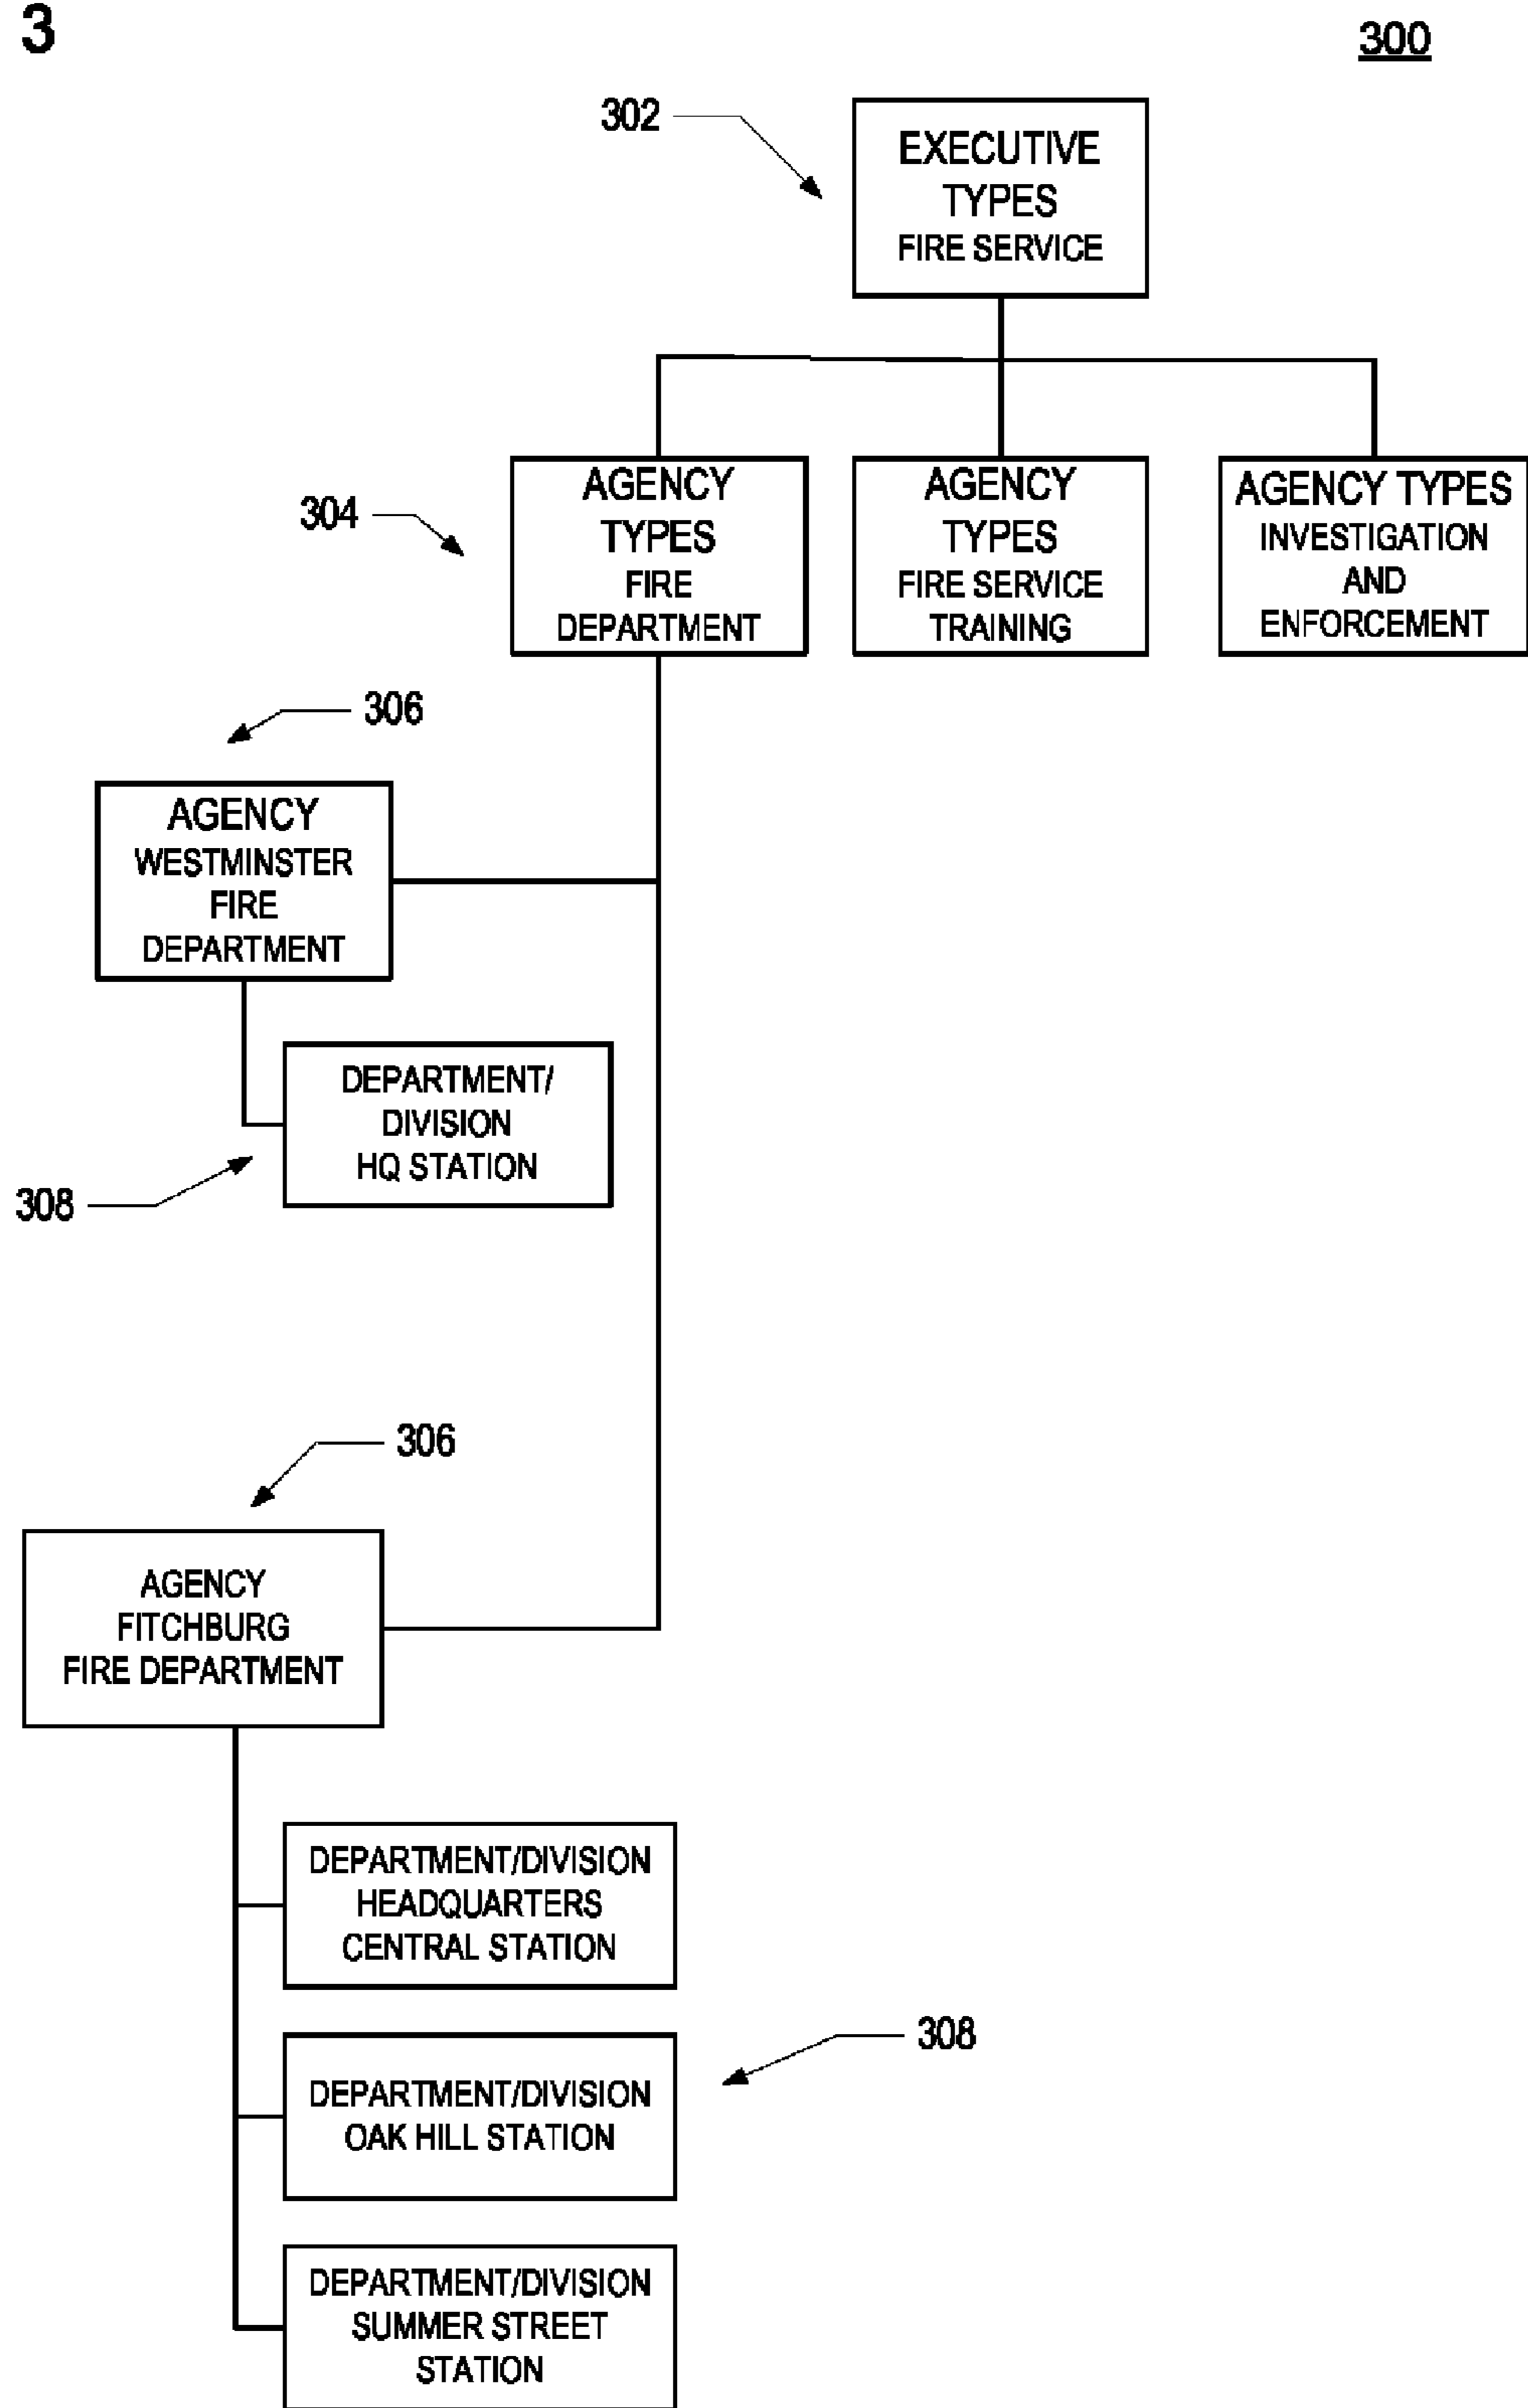 3
300
302
EXECUTIVE
TYPES
FIRE SERVICE
304
AGENCY
TYPES
FIRE
DEPARTMENT
AGENCY
TYPES
FIRE SERVICE
TRAINING
AGENCY TYPES
INVESTIGATION
AND
ENFORCEMENT
306
AGENCY
WESTMINSTER
FIRE
DEPARTMENT
DEPARTMENT/
DIVISION
HQ STATION
308
306
AGENCY
FITCHBURG
FIRE DEPARTMENT
DEPARTMENT/DIVISION
HEADQUARTERS
CENTRAL STATION
308
DEPARTMENT/DIVISION
OAK HILL STATION
DEPARTMENT/DIVISION
SUMMER STREET
STATION